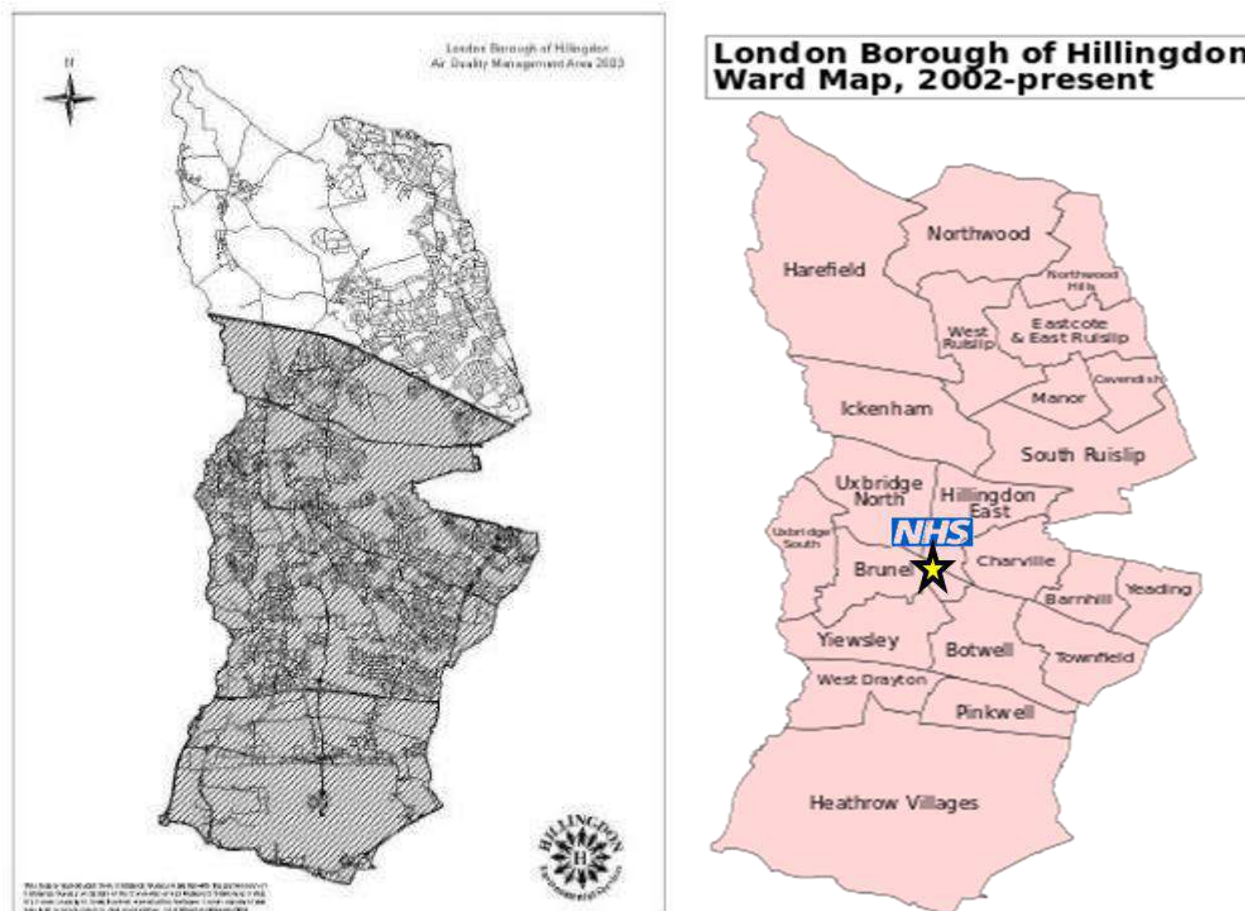 N
London Borough of Hillingdon
Air Quality Management Area 2003
HILLINGDON
H
London Borough of Hillingdon
Ward Map, 2002-present
Northwood
Harefield
Northwood
Hills
West
Ruislip
Eastcote
& East Ruislip
Cavendish
Manor
Ickenham
South Ruislip
Uxbridge
North
Hillingdon
East
NHS
Uxbridge
South
Brunel
Charville
Barnhill
Yeading
Yiewsley
Botwell
Townfield
West Drayton
Pinkwell
Heathrow Villages